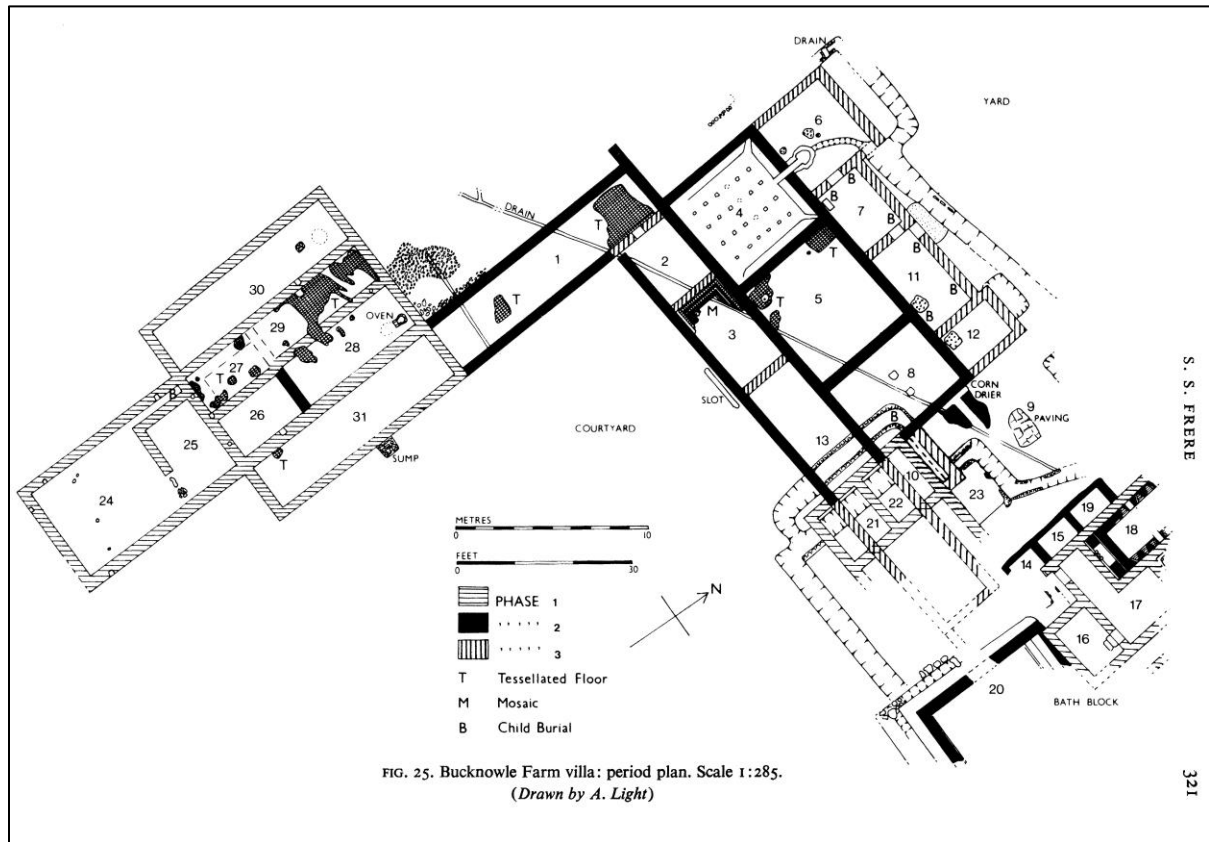 DRAIN
YARD
6
DRAIN
B
B
4
7
B
T
1
2
T
11
B
30
5
T
T
T
M
B
29
OVEN
3
12
28
27
T
8
SLOT
CORN
DRIER
9
PAVING
B
26
31
COURTYARD
B
13
25
SUMP
10
T
23
22
19
24
21
18
15
METRES
0 10
14
FEET
0 30
N
17
PHASE 1
..... 2
16
..... 3
T Tessellated Floor
20
M Mosaic
BATH BLOCK
B Child Burial
FIG. 25. Bucknowle Farm villa: period plan. Scale 1:285.
(Drawn by A. Light)
S. S. FRERE
321